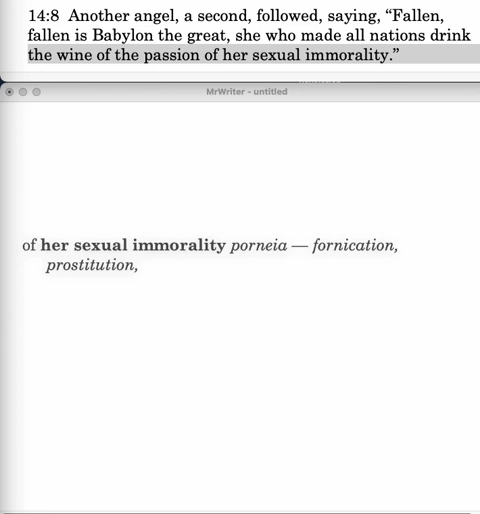 14:8 Another angel, a second, followed, saying, “Fallen,
fallen is Babylon the great, she who made all nations drink
the wine of the passion of her sexual immorality.”
MrWriter - untitled
of her sexual immorality porneia — fornication,
prostitution,